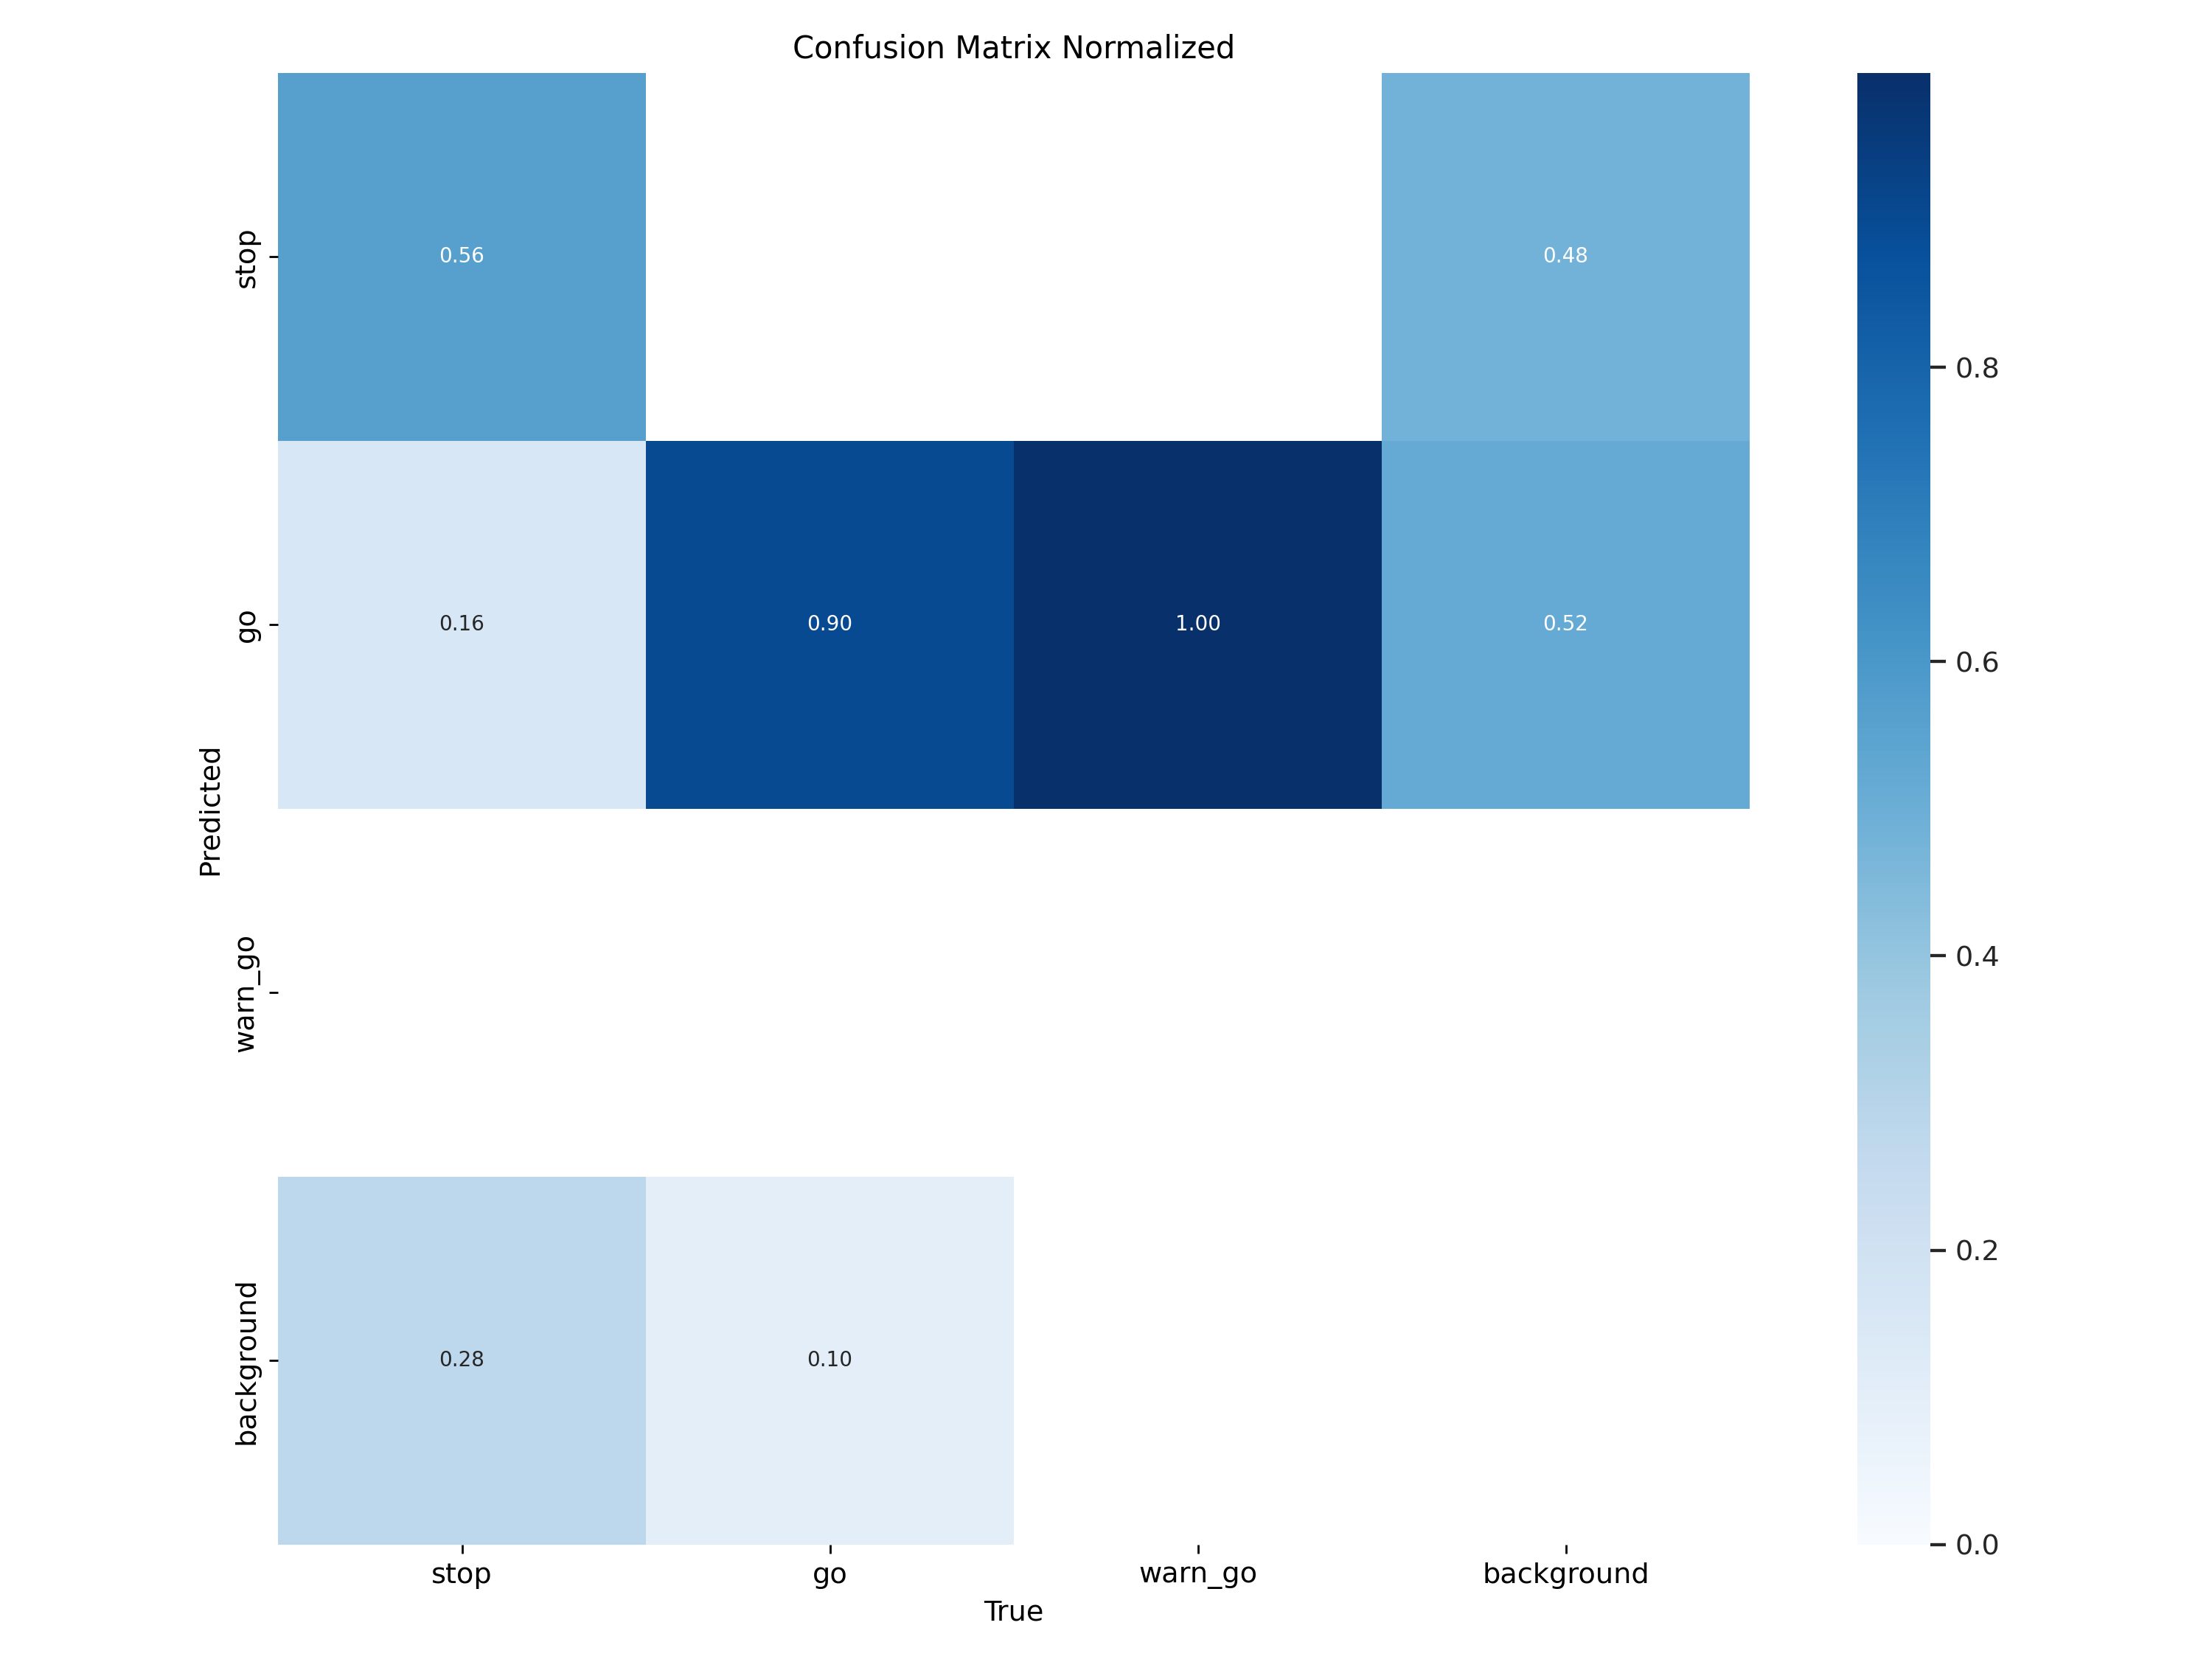 Confusion Matrix Normalized
stop
0.56
0.48
0.8
go
0.16
0.90
1.00
0.52
0.6
Predicted
0.4
warn_go
0.2
background
0.28
0.10
0.0
stop
go
warn_go
background
True